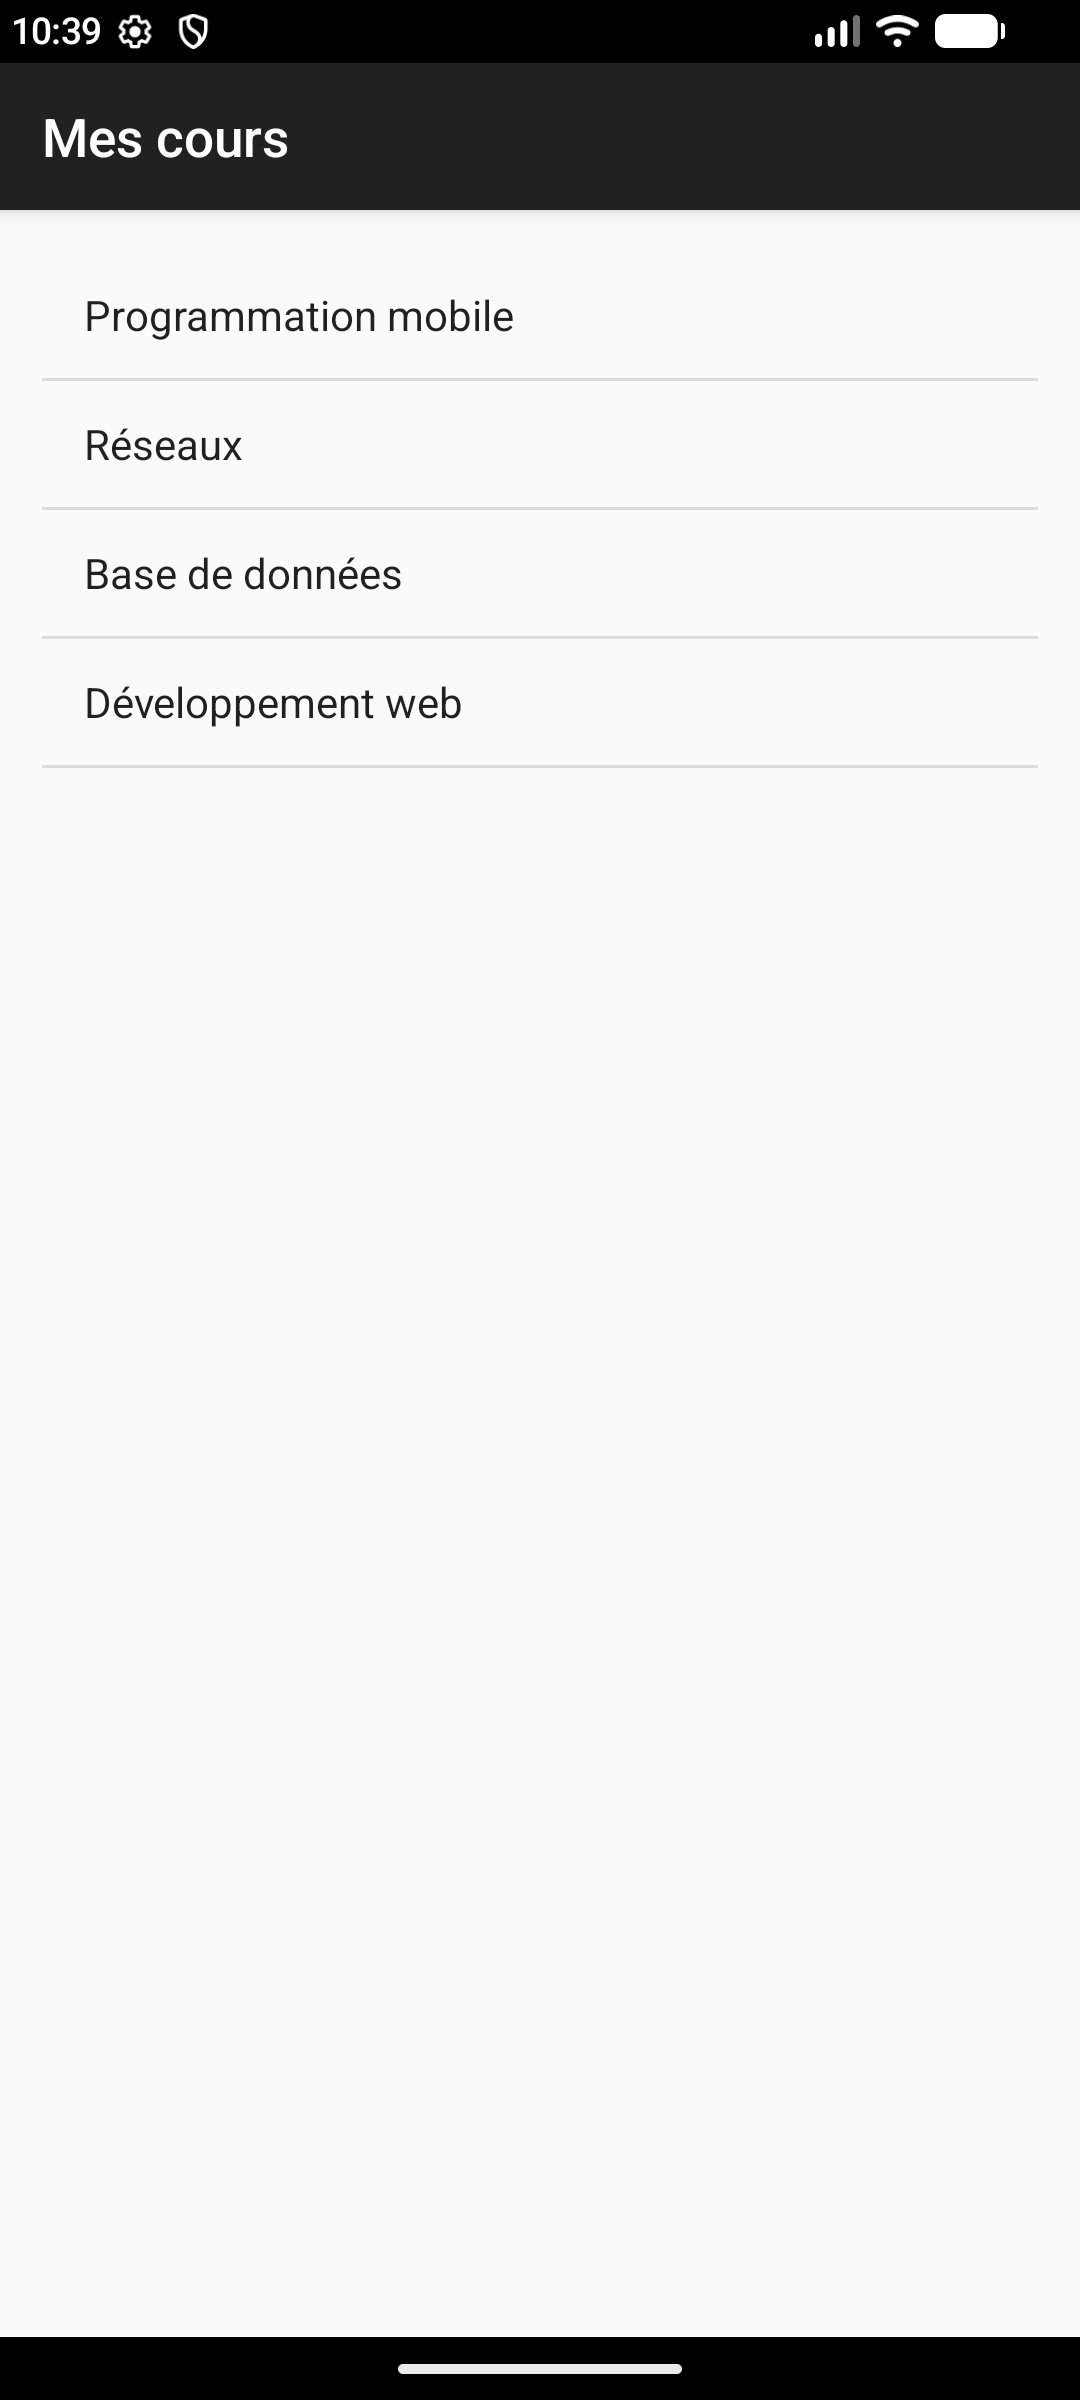 10:39
Mes cours
Programmation mobile
Réseaux
Base de données
Développement web